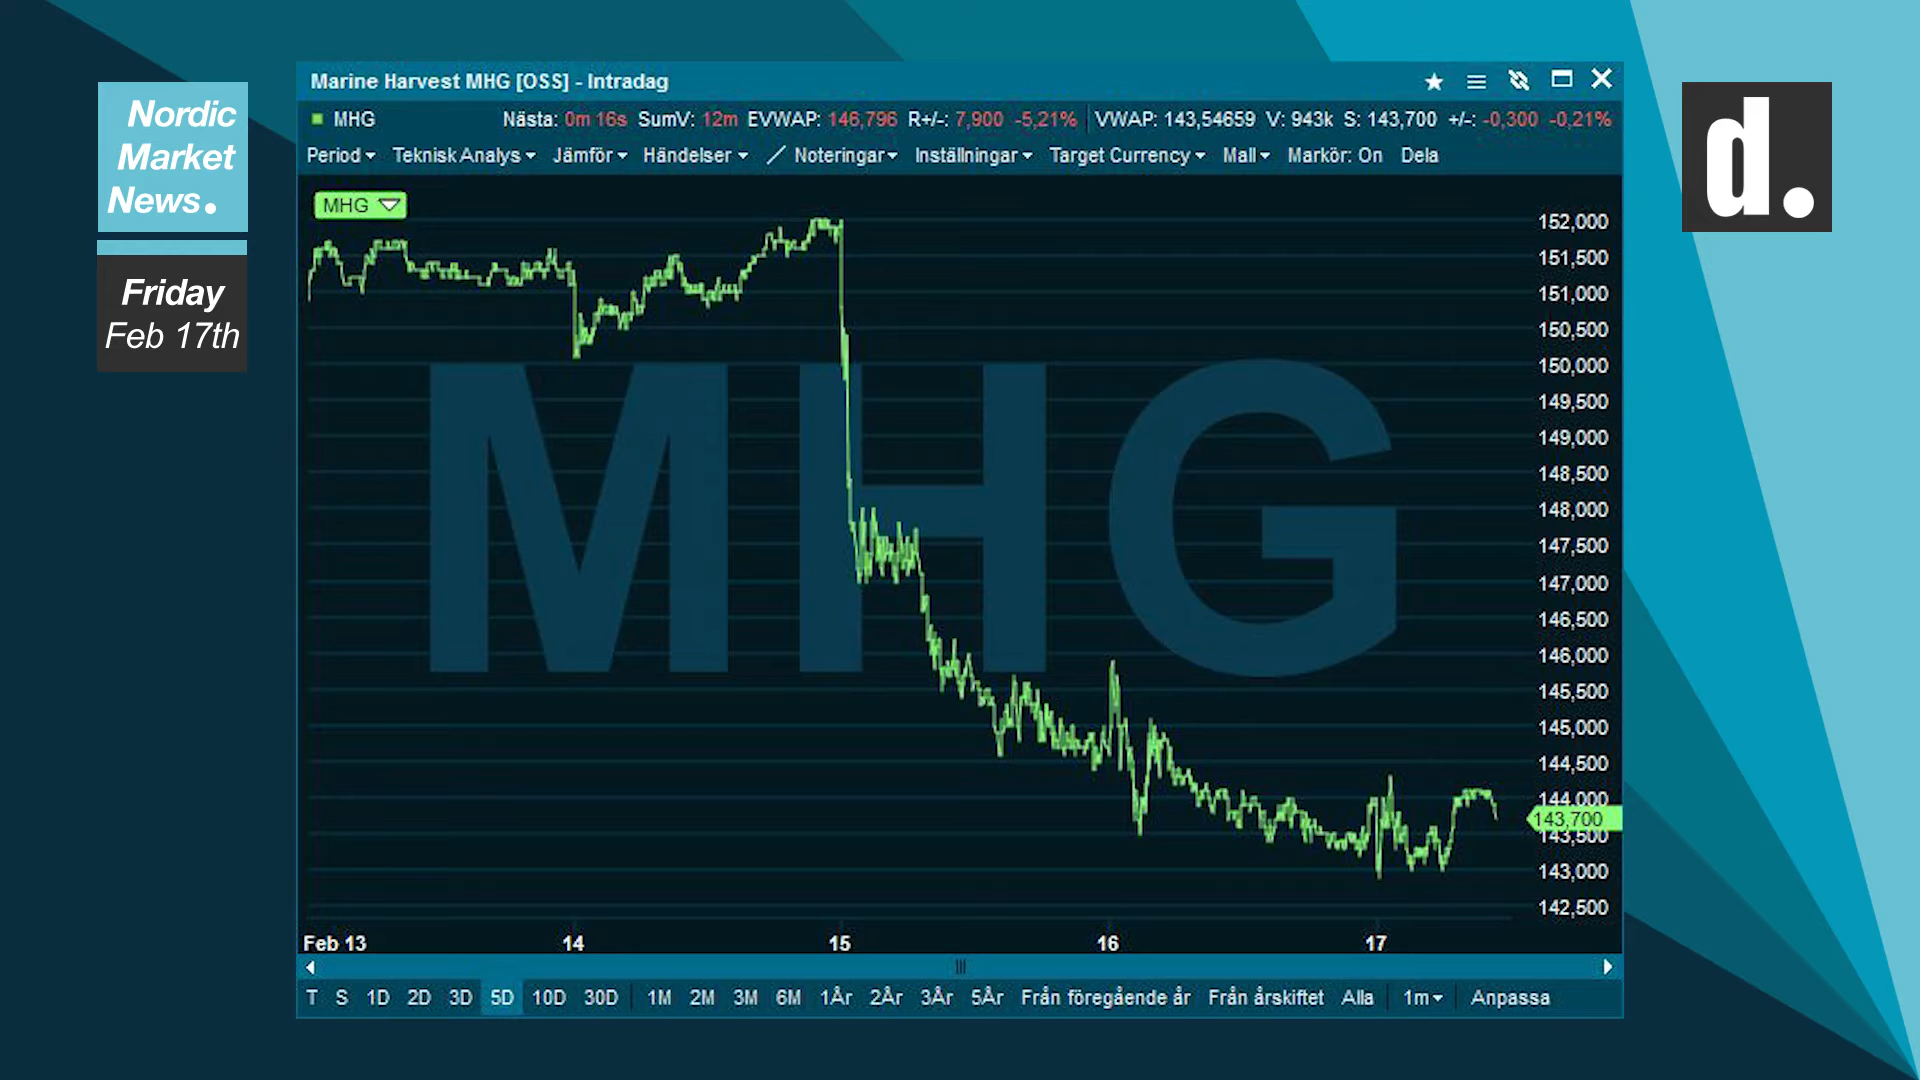 Nordic
Market
News.
Friday
Feb 17th
d.
Marine Harvest MHG [OSS] - Intradag
MHG Nästa: 0m 16s SumV: 12m EVWAP: 146,796 R+/-: 7,900 -5,21% VWAP: 143,54659 V: 943k S: 143,700 +/-: -0,300 -0,21%
Period Teknisk Analys Jämför Händelser Noteringar Inställningar Target Currency Mall Markör: On Dela
MHG
MHG
152,000
151,500
151,000
150,500
150,000
149,500
149,000
148,500
148,000
147,500
147,000
146,500
146,000
145,500
145,000
144,500
144,000
143,700
143,500
143,000
142,500
Feb 13 14 15 16 17
T S 1D 2D 3D 5D 10D 30D 1M 2M 3M 6M 1År 2År 3År 5År Från föregående år Från årskiftet Alla 1m Anpassa